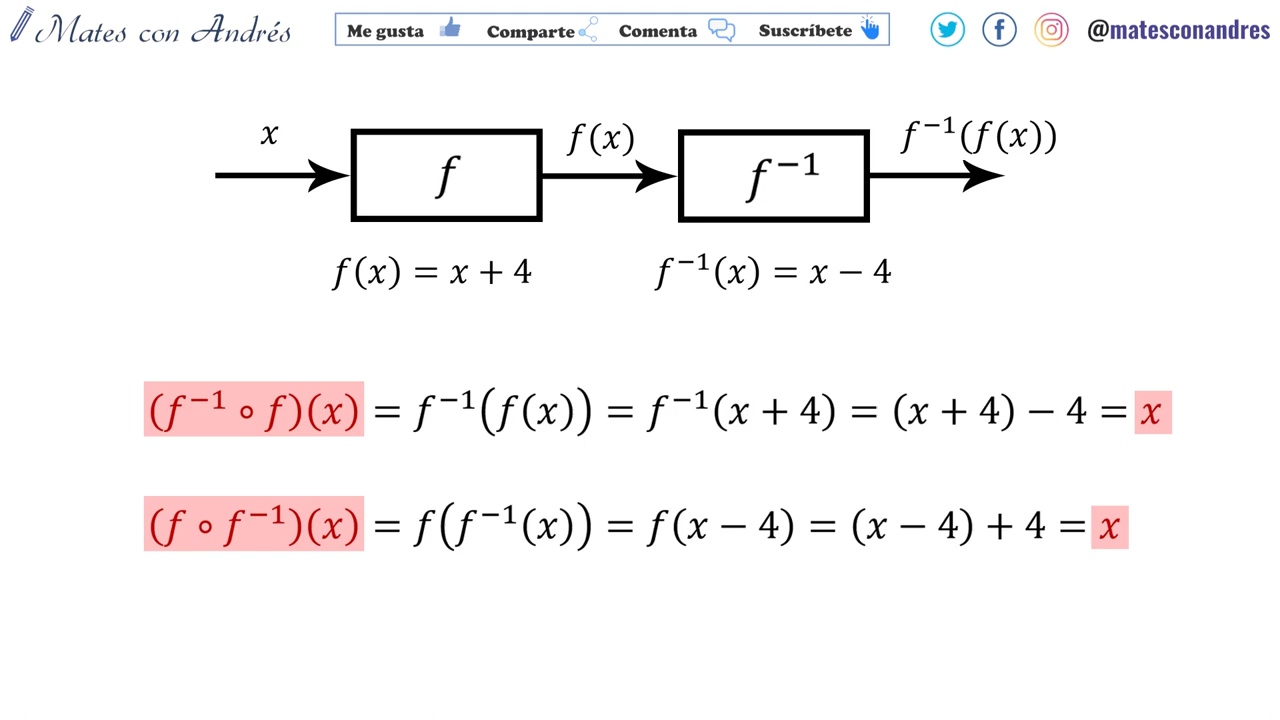 Mates con Andrés Me gusta Comparte Comenta Suscríbete @matesconandres
x f(x) f⁻¹(f(x))
f f⁻¹
f(x) = x + 4 f⁻¹(x) = x − 4
(f⁻¹ ∘ f)(x) = f⁻¹(f(x)) = f⁻¹(x + 4) = (x + 4) − 4 = x
(f ∘ f⁻¹)(x) = f(f⁻¹(x)) = f(x − 4) = (x − 4) + 4 = x